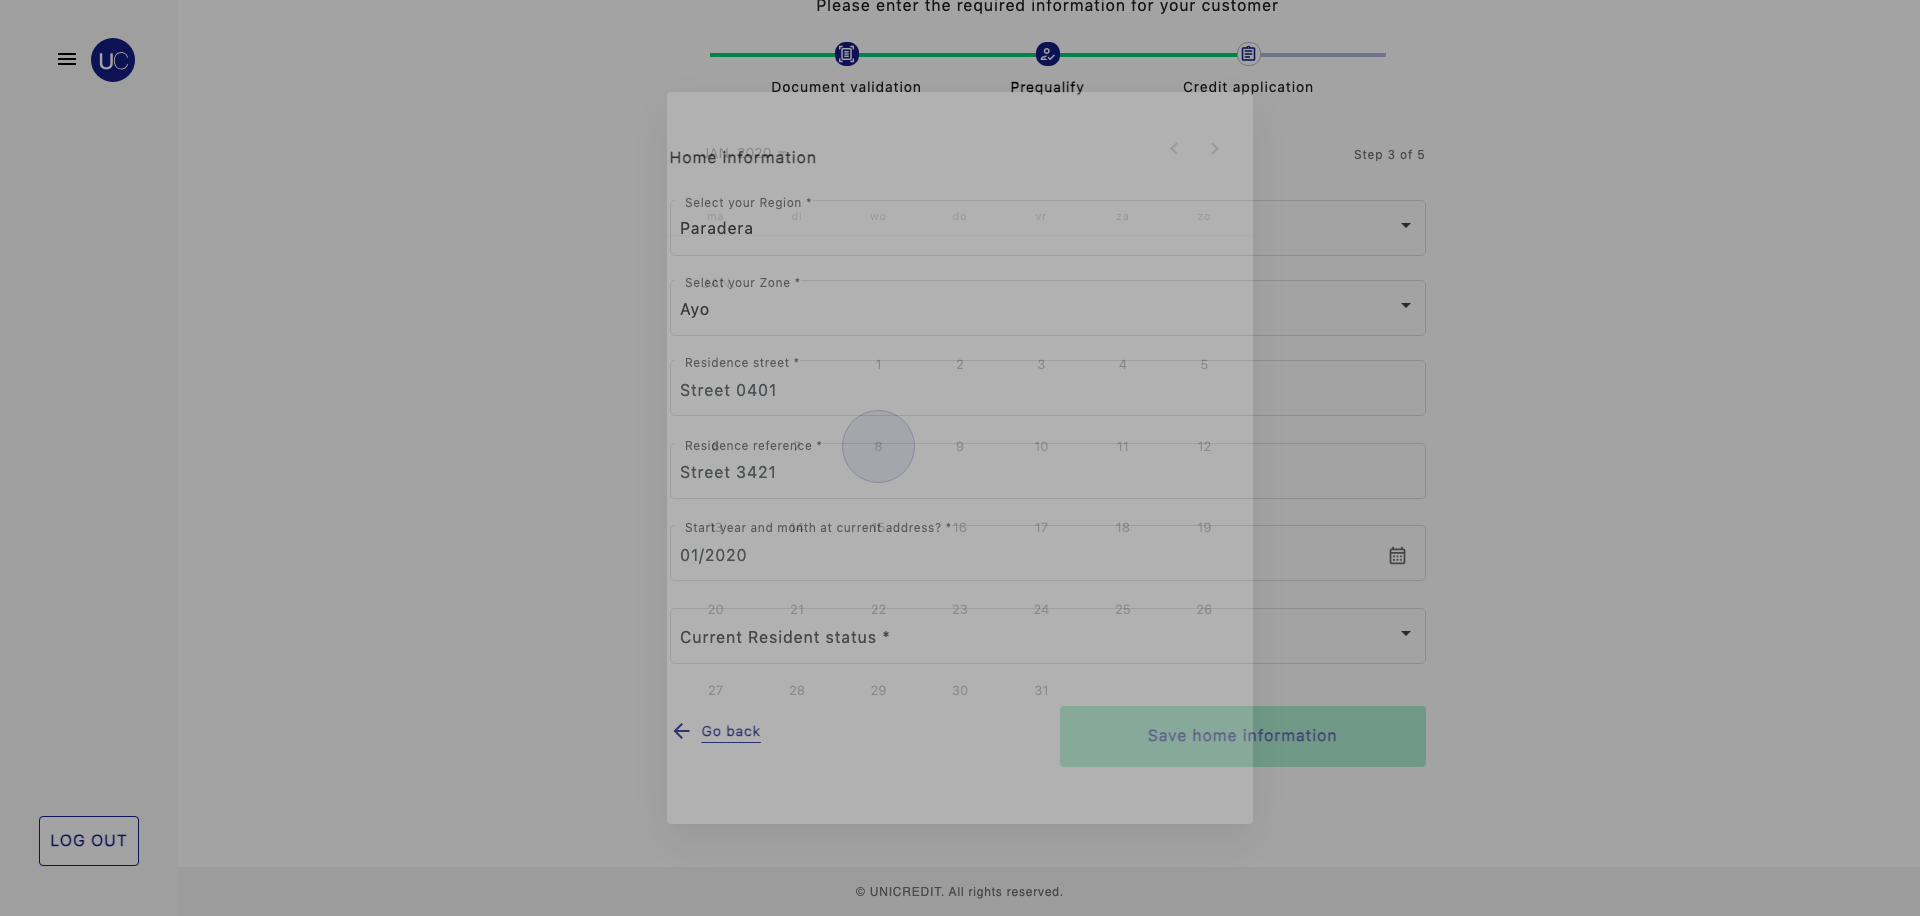 Please enter the required information for your customer
UC
Document validation
Prequalify
Credit application
JAN. 2020
Home Information
Step 3 of 5
Select your Region *
ma di wo do vr za zo
Paradera
Select your Zone *
Ayo
Residence street *
1 2 3 4 5
Street 0401
Residence reference *
6 7 8 9 10 11 12
Street 3421
Start year and month at current address? *
13 14 15 16 17 18 19
01/2020
20 21 22 23 24 25 26
Current Resident status *
27 28 29 30 31
Go back
Save home information
LOG OUT
© UNICREDIT. All rights reserved.